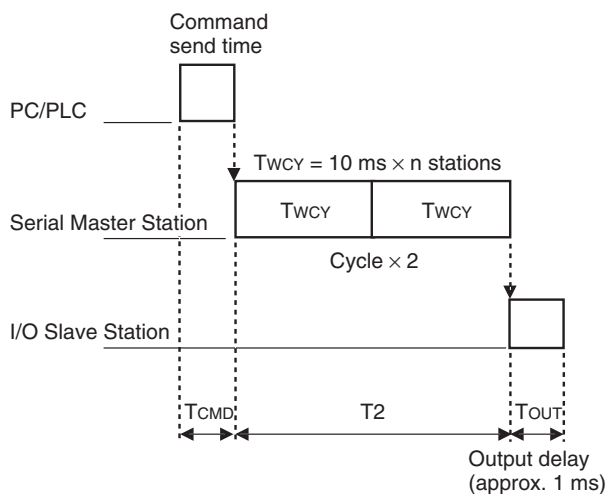 Command
send time
PC/PLC
TWCY = 10 ms × n stations
TWCY
TWCY
Serial Master Station
Cycle × 2
I/O Slave Station
TCMD
T2
TOUT
Output delay
(approx. 1 ms)